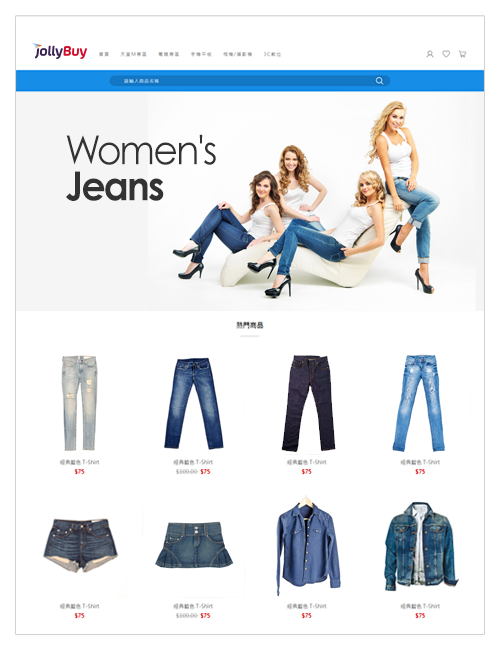 jollyBuy
首頁 天堂M專區 電競專區 手機平板 相機/攝影機 3C數位
請輸入商品名稱
Women's
Jeans
熱門商品
經典藍色 T-Shirt 經典藍色 T-Shirt 經典藍色 T-Shirt 經典藍色 T-Shirt
$75 $100.00 $75 $75 $75
經典藍色 T-Shirt 經典藍色 T-Shirt 經典藍色 T-Shirt 經典藍色 T-Shirt
$75 $100.00 $75 $75 $75